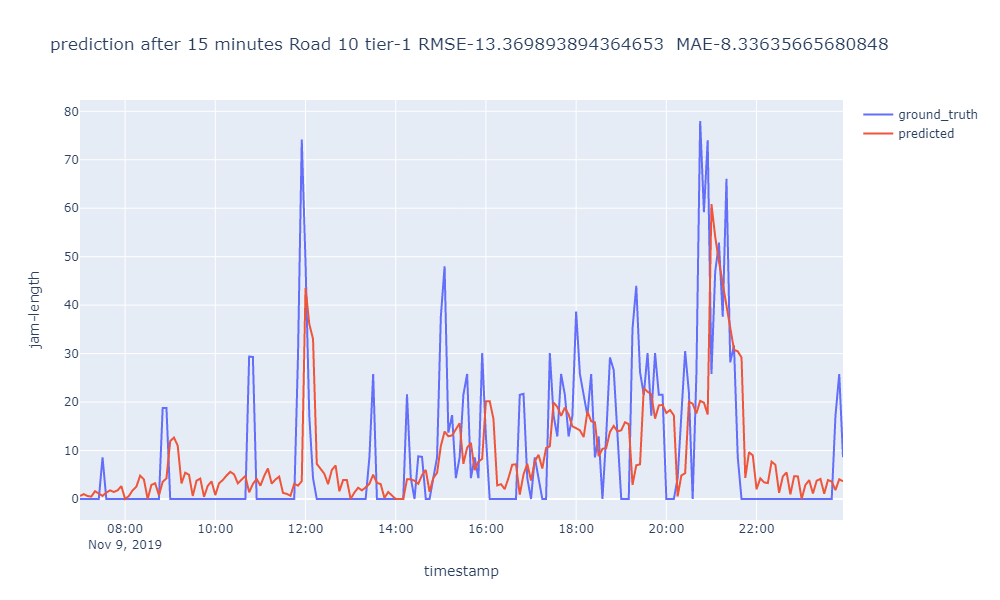 prediction after 15 minutes Road 10 tier-1 RMSE-13.369893894364653  MAE-8.33635665680848
ground_truth
predicted
80
70
60
50
40
30
20
10
0
jam-length
08:00 10:00 12:00 14:00 16:00 18:00 20:00 22:00
Nov 9, 2019
timestamp